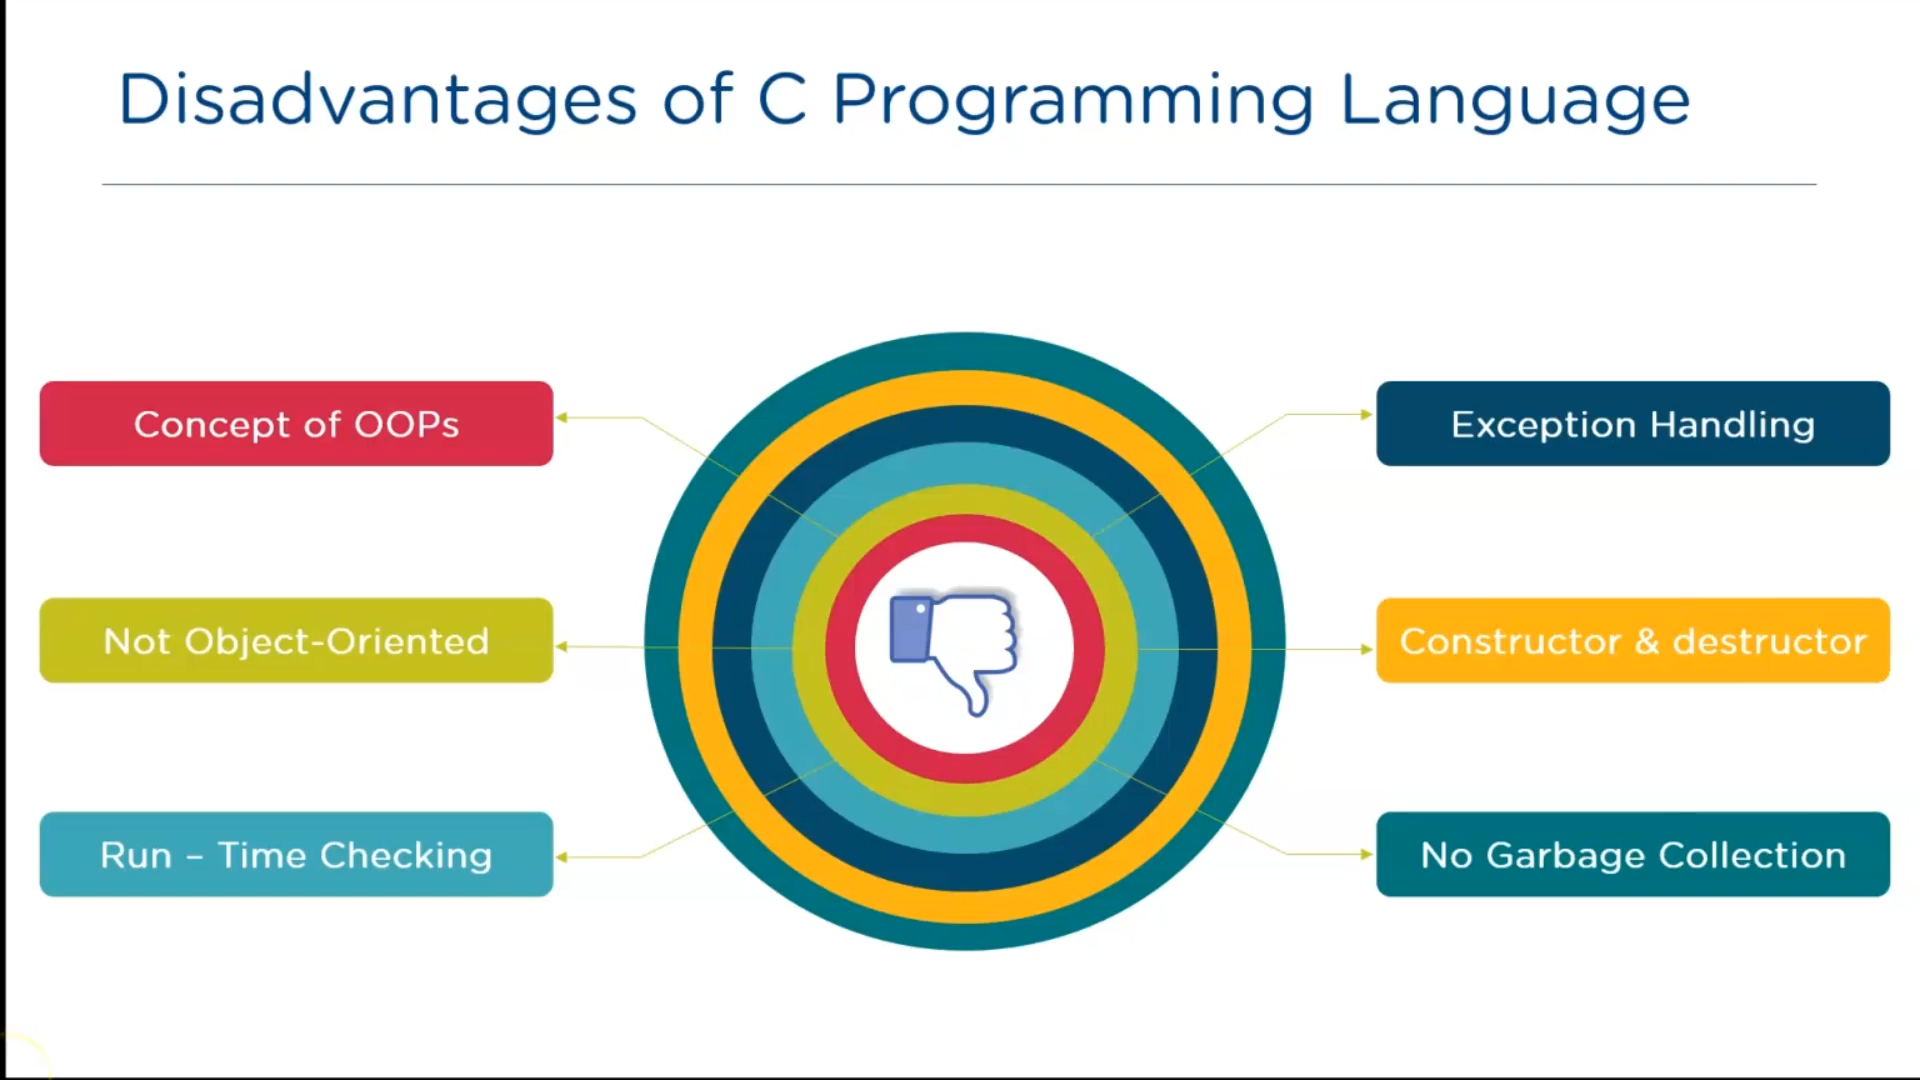 Disadvantages of C Programming Language
Concept of OOPs
Not Object-Oriented
Run – Time Checking
Exception Handling
Constructor & destructor
No Garbage Collection